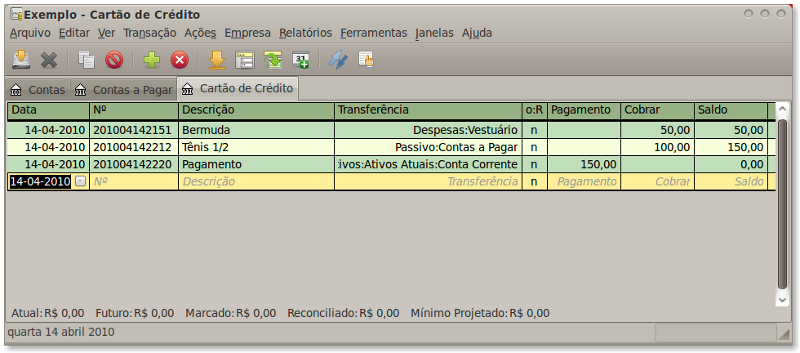 Exemplo - Cartão de Crédito
Arquivo Editar Ver Transação Ações Empresa Relatórios Ferramentas Janelas Ajuda
Contas Contas a Pagar Cartão de Crédito
Data Nº Descrição Transferência o:R Pagamento Cobrar Saldo
14-04-2010 201004142151 Bermuda Despesas:Vestuário n 50,00 50,00
14-04-2010 201004142212 Tênis 1/2 Passivo:Contas a Pagar n 100,00 150,00
14-04-2010 201004142220 Pagamento tivos:Ativos Atuais:Conta Corrente n 150,00 0,00
14-04-2010 Nº Descrição Transferência n Pagamento Cobrar Saldo
Atual:R$ 0,00 Futuro:R$ 0,00 Marcado:R$ 0,00 Reconciliado:R$ 0,00 Mínimo Projetado:R$ 0,00
quarta 14 abril 2010